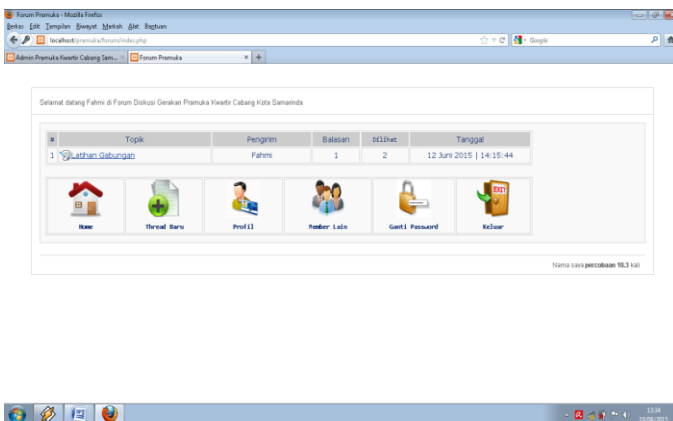 Forum Pramuka - Mozilla Firefox
Berkas Edit Tampilan Riwayat Markah Alat Bantuan
localhost/pramuka/forum/index.php
Google
Admin Pramuka Kwartir Cabang Sam...
Forum Pramuka
Selamat datang Fahmi di Forum Diskusi Gerakan Pramuka Kwartir Cabang Kota Samarinda
# Topik Pengirim Balasan Dilihat Tanggal
1 Latihan Gabungan Fahmi 1 2 12 Juni 2015 | 14:15:44
EXIT
Home Thread Baru Profil Member Lain Ganti Password Keluar
Nama saya percobaan 10.3 kali
13:34